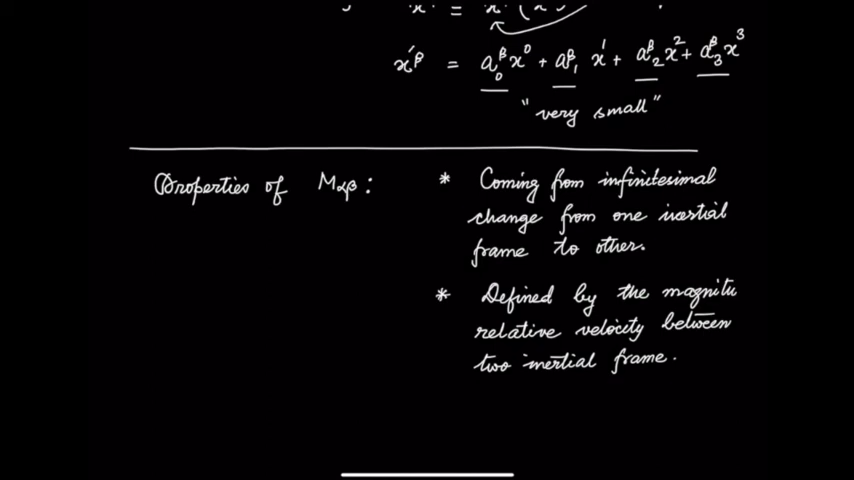 x'^β = a^β_0 x^0 + a^β_1 x^1 + a^β_2 x^2 + a^β_3 x^3
"very small"
Properties of M_αβ :
* Coming from infinitesimal
change from one inertial
frame to other.
* Defined by the magnitu
relative velocity between
two inertial frame.